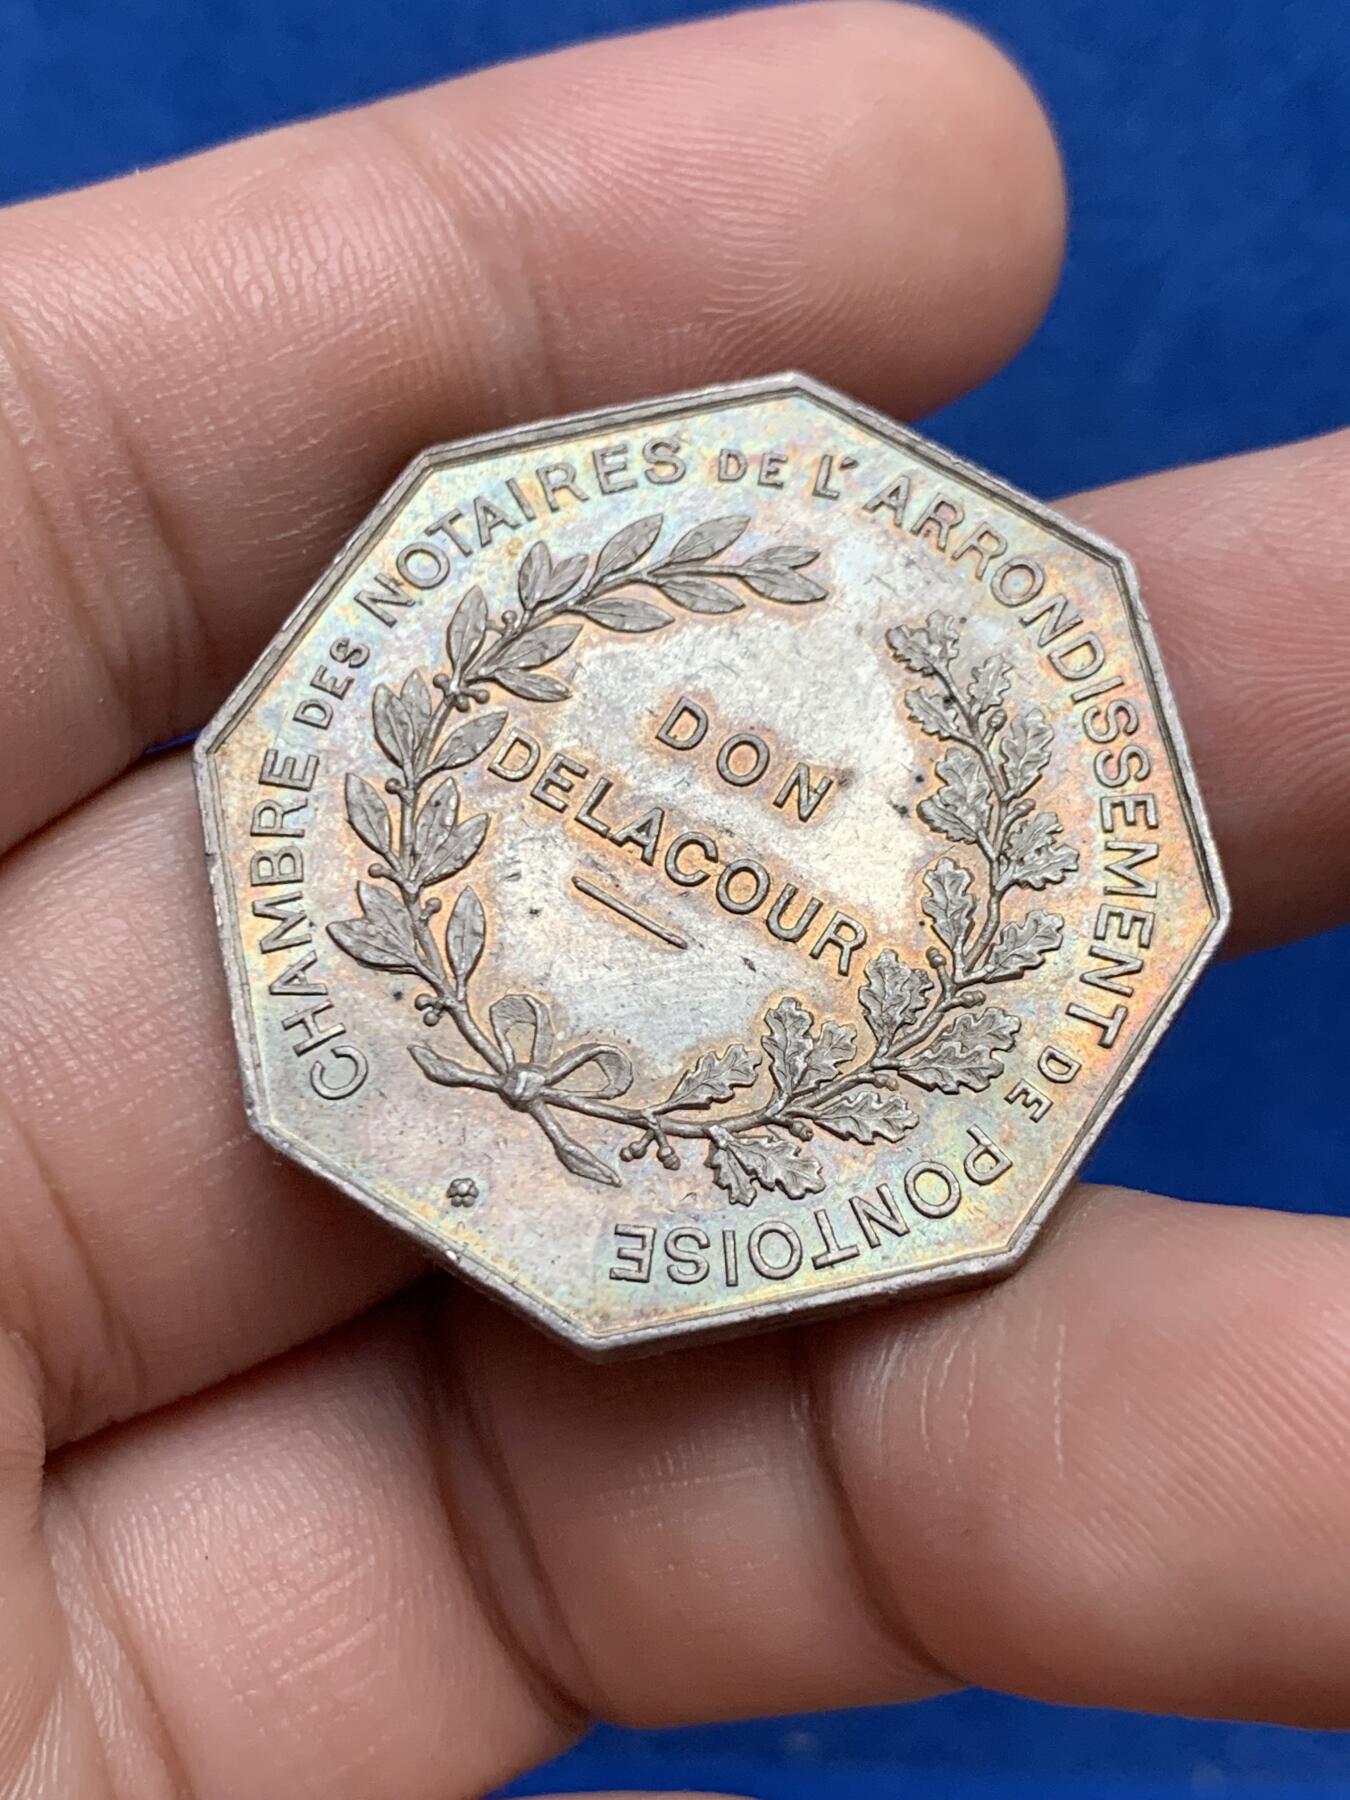 CHAMBRE DES NOTAIRES DE L'ARRONDISSEMENT DE PONTOISE
DON
DELACOUR